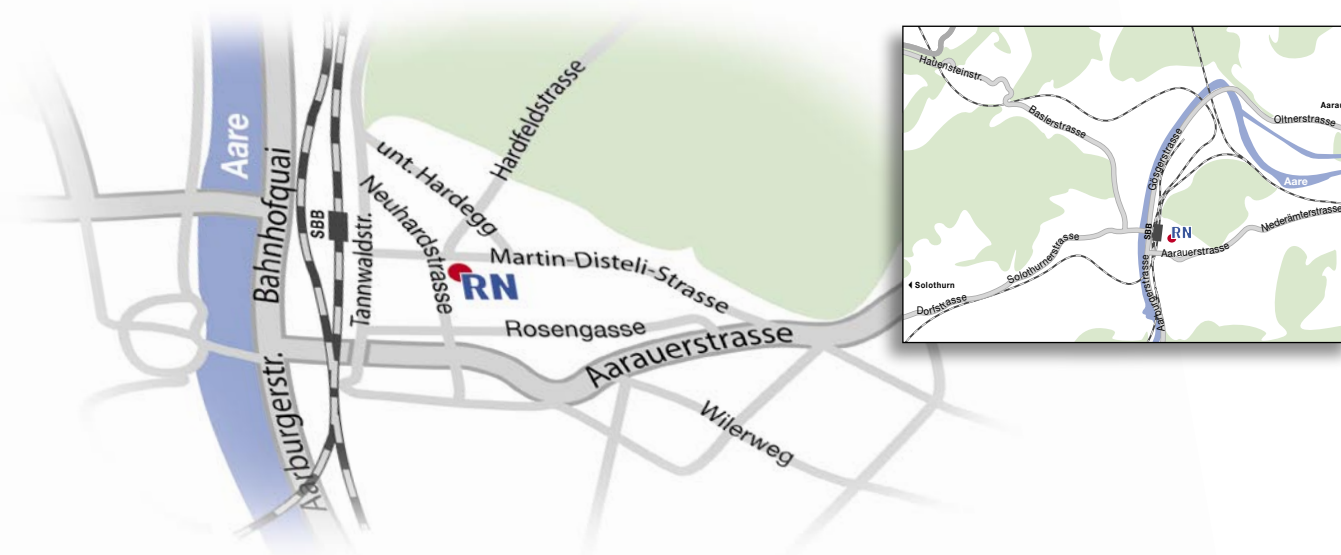 Aare
Bahnhofquai
SBB
Tannwaldstr.
unt. Hardegg
Neuhardstrasse
Hardfeldstrasse
Martin-Disteli-Strasse
RN
Rosengasse
Aarauerstrasse
Aarburgerstr.
Wilerweg
Hauensteinstr.
Baslerstrasse
Gösgerstrasse
Oltnerstrasse
Aare
SBB
RN
Nederämterstrasse
Aarauerstrasse
Solothurnerstrasse
Solothurn
Dorfstrasse
Aarburgerstrasse